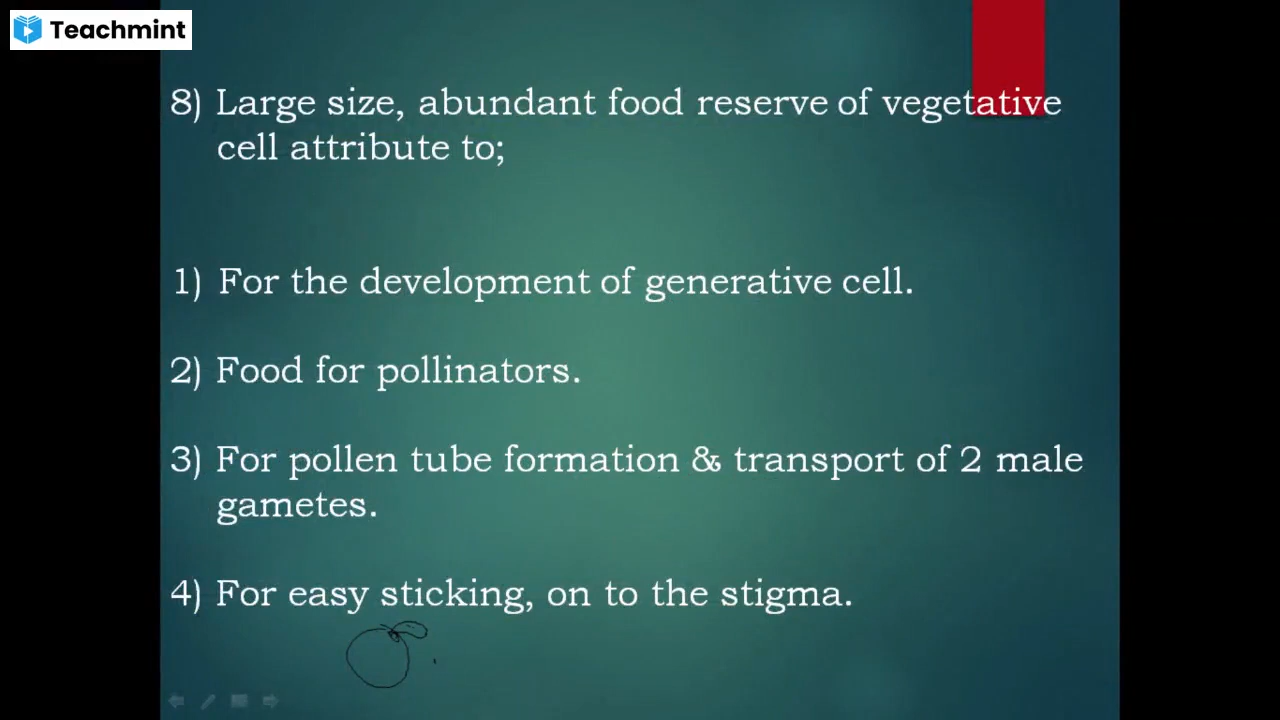 Teachmint
8) Large size, abundant food reserve of vegetative
cell attribute to;
1) For the development of generative cell.
2) Food for pollinators.
3) For pollen tube formation & transport of 2 male
gametes.
4) For easy sticking, on to the stigma.